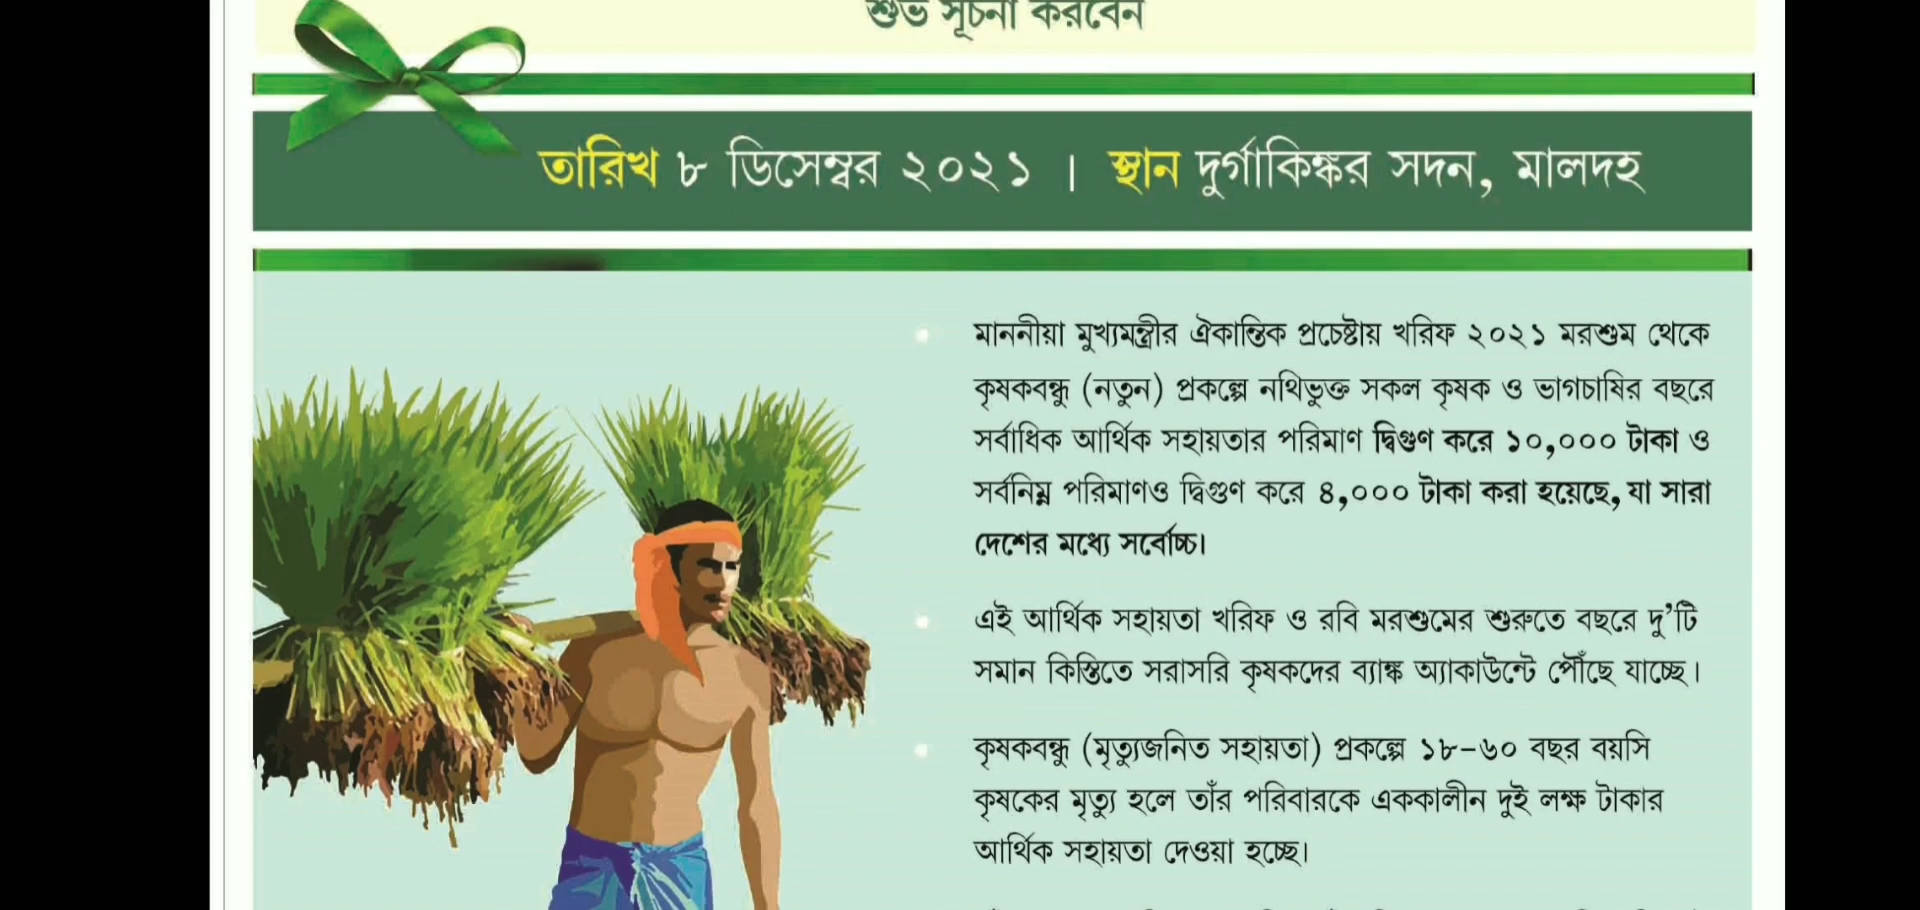 শুভ সূচনা করবেন
তারিখ ৮ ডিসেম্বর ২০২১ । স্থান দুর্গাকিঙ্কর সদন, মালদহ
মাননীয়া মুখ্যমন্ত্রীর ঐকান্তিক প্রচেষ্টায় খরিফ ২০২১ মরশুম থেকে
কৃষকবন্ধু (নতুন) প্রকল্পে নথিভুক্ত সকল কৃষক ও ভাগচাষির বছরে
সর্বাধিক আর্থিক সহায়তার পরিমাণ দ্বিগুণ করে ১০,০০০ টাকা ও
সর্বনিম্ন পরিমাণও দ্বিগুণ করে ৪,০০০ টাকা করা হয়েছে, যা সারা
দেশের মধ্যে সর্বোচ্চ।
এই আর্থিক সহায়তা খরিফ ও রবি মরশুমের শুরুতে বছরে দু'টি
সমান কিস্তিতে সরাসরি কৃষকদের ব্যাঙ্ক অ্যাকাউন্টে পৌঁছে যাচ্ছে।
কৃষকবন্ধু (মৃত্যুজনিত সহায়তা) প্রকল্পে ১৮-৬০ বছর বয়সি
কৃষকের মৃত্যু হলে তাঁর পরিবারকে এককালীন দুই লক্ষ টাকার
আর্থিক সহায়তা দেওয়া হচ্ছে।